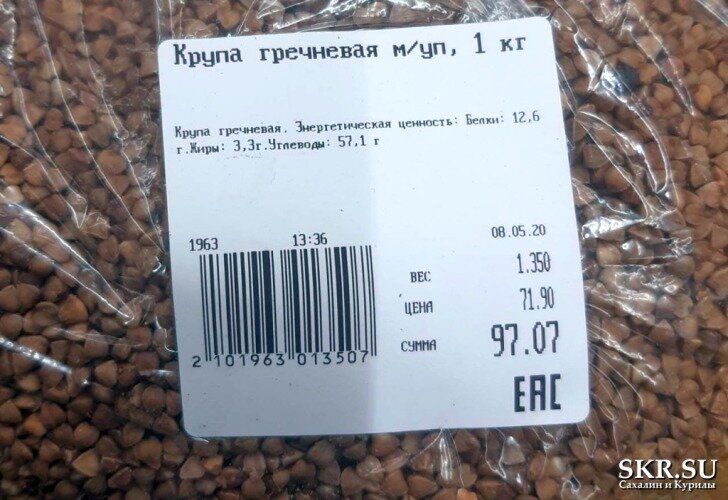 Крупа гречневая м/уп, 1 кг
Крупа гречневая. Энергетическая ценность: Белки: 12,6
г.Жиры: 3,3г.Углеводы: 57,1 г
1963 13:36 08.05.20
ВЕС 1.350
ЦЕНА 71.90
СУММА 97.07
2 101963 013507
ЕАС
SKR.SU
Сахалин и Курилы